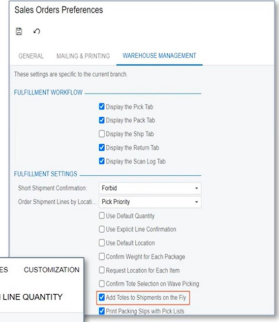 Sales Orders Preferences
GENERAL MAILING & PRINTING WAREHOUSE MANAGEMENT
These settings are specific to the current branch.
FULFILLMENT WORKFLOW
Display the Pick Tab
Display the Pack Tab
Display the Ship Tab
Display the Return Tab
Display the Scan Log Tab
FULFILLMENT SETTINGS
Short Shipment Confirmation Forbid
Order Shipment Lines by Locati... Pick Priority
Use Default Quantity
Use Explicit Line Confirmation
Use Default Location
Confirm Weight for Each Package
Request Location for Each Item
Confirm Tote Selection on Wave Picking
Add Totes to Shipments on the Fly
Print Packing Slips with Pick Lists
ES CUSTOMIZATION
LINE QUANTITY